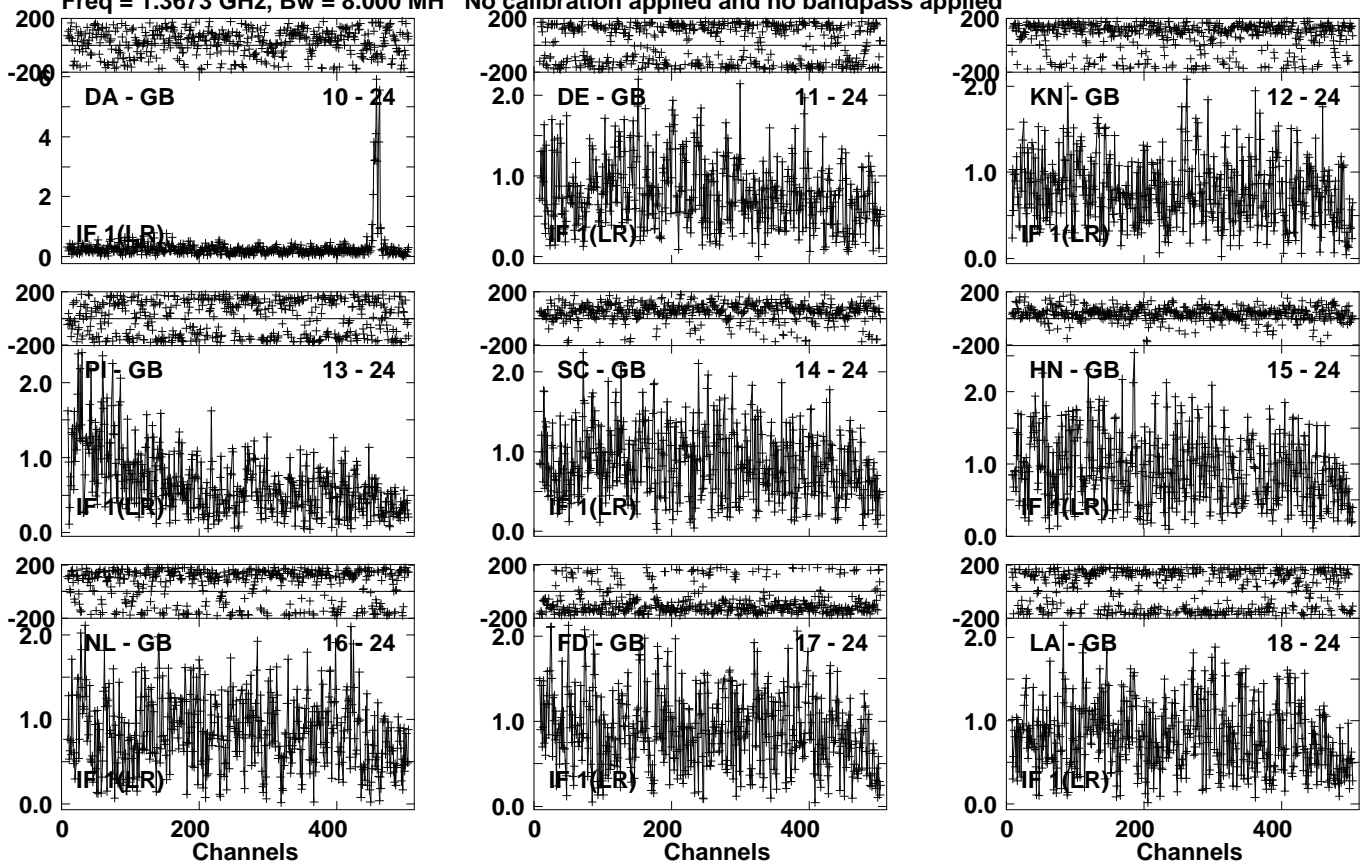 Freq = 1.3673 GHz, Bw = 8.000 MH No calibration applied and no bandpass applied
200 200 200
-200 -200 -200
6
DA - GB 10 - 24 DE - GB 11 - 24 KN - GB 12 - 24
4 2.0 2.0
2 1.0 1.0
0 0.0 0.0
IF 1(LR) IF 1(LR) IF 1(LR)
200 200 200
-200 -200 -200
PI - GB 13 - 24 SC - GB 14 - 24 HN - GB 15 - 24
2.0 2.0 2.0
1.0 1.0 1.0
IF 1(LR) IF 1(LR) IF 1(LR)
0.0 0.0 0.0
200 200 200
-200 -200 -200
NL - GB 16 - 24 FD - GB 17 - 24 LA - GB 18 - 24
2.0 2.0 2.0
1.0 1.0 1.0
IF 1(LR) IF 1(LR) IF 1(LR)
0.0 0.0 0.0
0 200 400 0 200 400 0 200 400
Channels Channels Channels